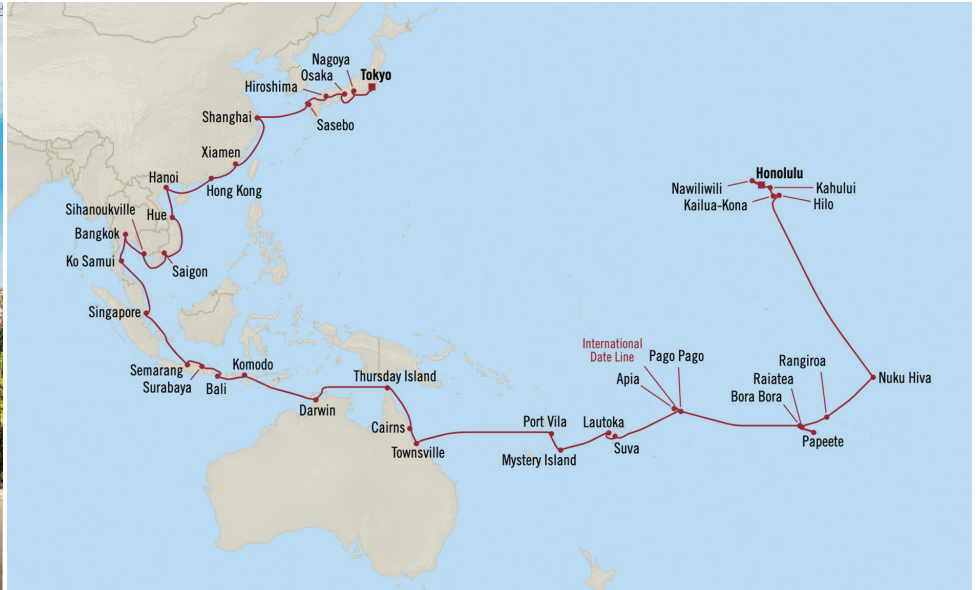 Nagoya
Osaka
Tokyo
Hiroshima
Shanghai
Sasebo
Xiamen
Hanoi
Hong Kong
Sihanoukville
Hue
Bangkok
Ko Samui
Saigon
Singapore
Semarang
Surabaya
Bali
Komodo
Thursday Island
Darwin
Cairns
Townsville
Port Vila
Mystery Island
Lautoka
Suva
International
Date Line
Pago Pago
Apia
Rangiroa
Raiatea
Bora Bora
Papeete
Nuku Hiva
Honolulu
Nawiliwili
Kahului
Kailua-Kona
Hilo